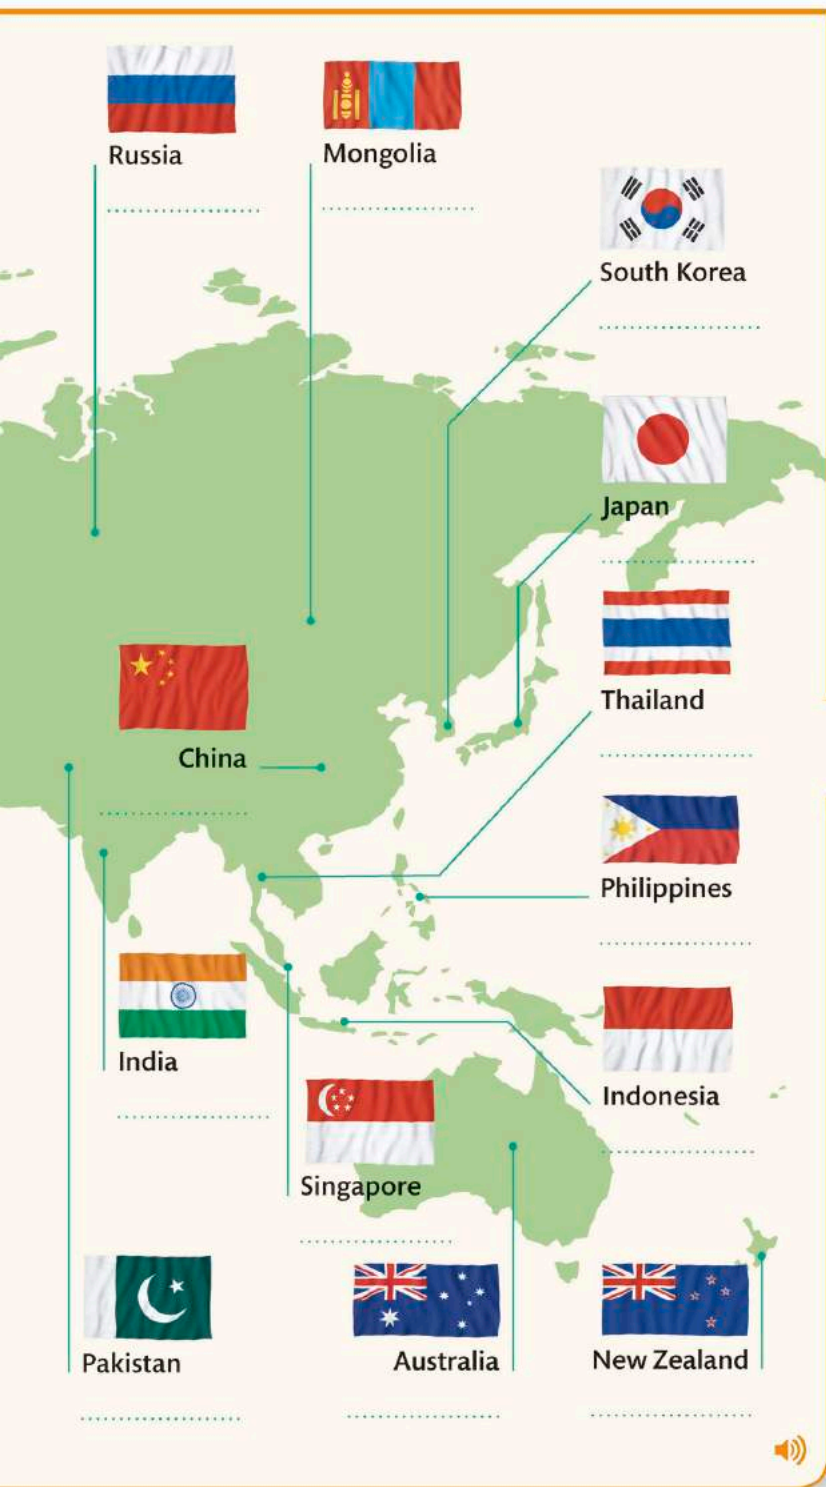 Russia
Mongolia
South Korea
Japan
Thailand
China
Philippines
India
Indonesia
Singapore
Pakistan
Australia
New Zealand